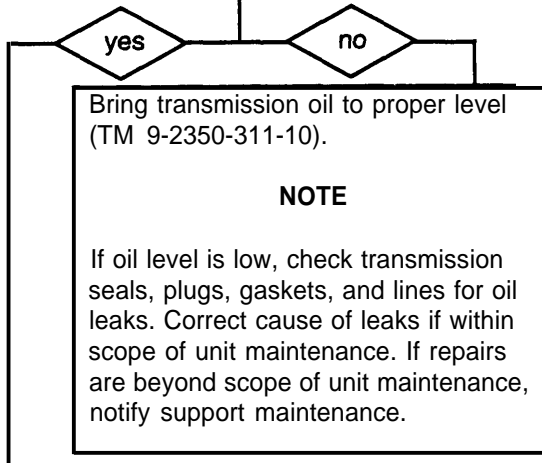 yes
no
Bring transmission oil to proper level
(TM 9-2350-311-10).
NOTE
If oil level is low, check transmission
seals, plugs, gaskets, and lines for oil
leaks. Correct cause of leaks if within
scope of unit maintenance. If repairs
are beyond scope of unit maintenance,
notify support maintenance.